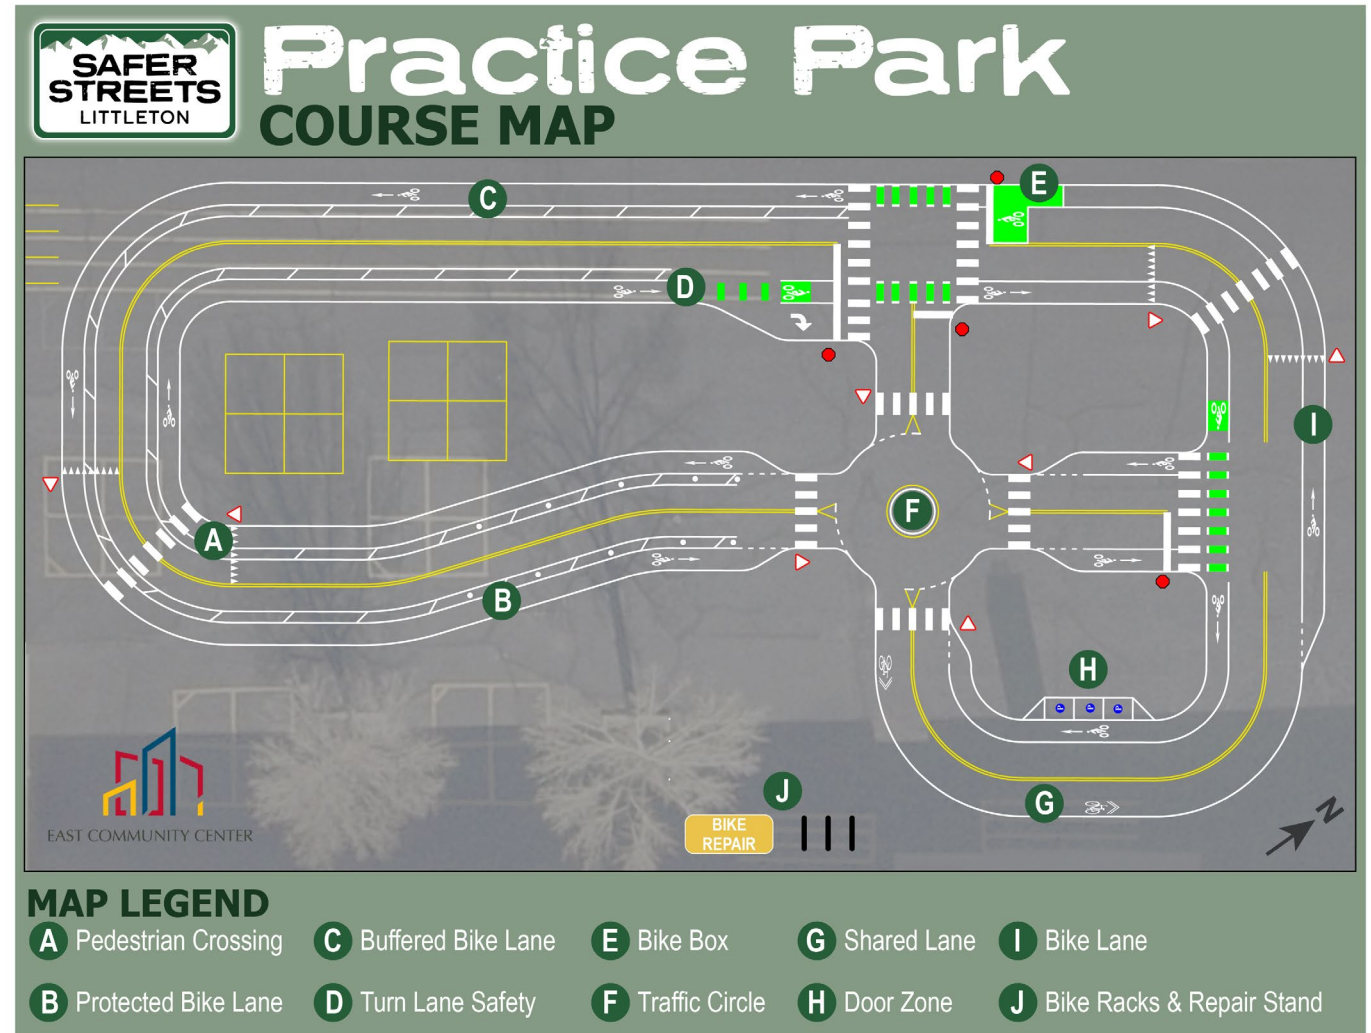 SAFER
STREETS
LITTLETON
Practice Park
COURSE MAP
C
E
D
I
F
A
B
H
P P P
G
J
BIKE
REPAIR
N
EAST COMMUNITY CENTER
MAP LEGEND
A Pedestrian Crossing
C Buffered Bike Lane
E Bike Box
G Shared Lane
I Bike Lane
B Protected Bike Lane
D Turn Lane Safety
F Traffic Circle
H Door Zone
J Bike Racks & Repair Stand